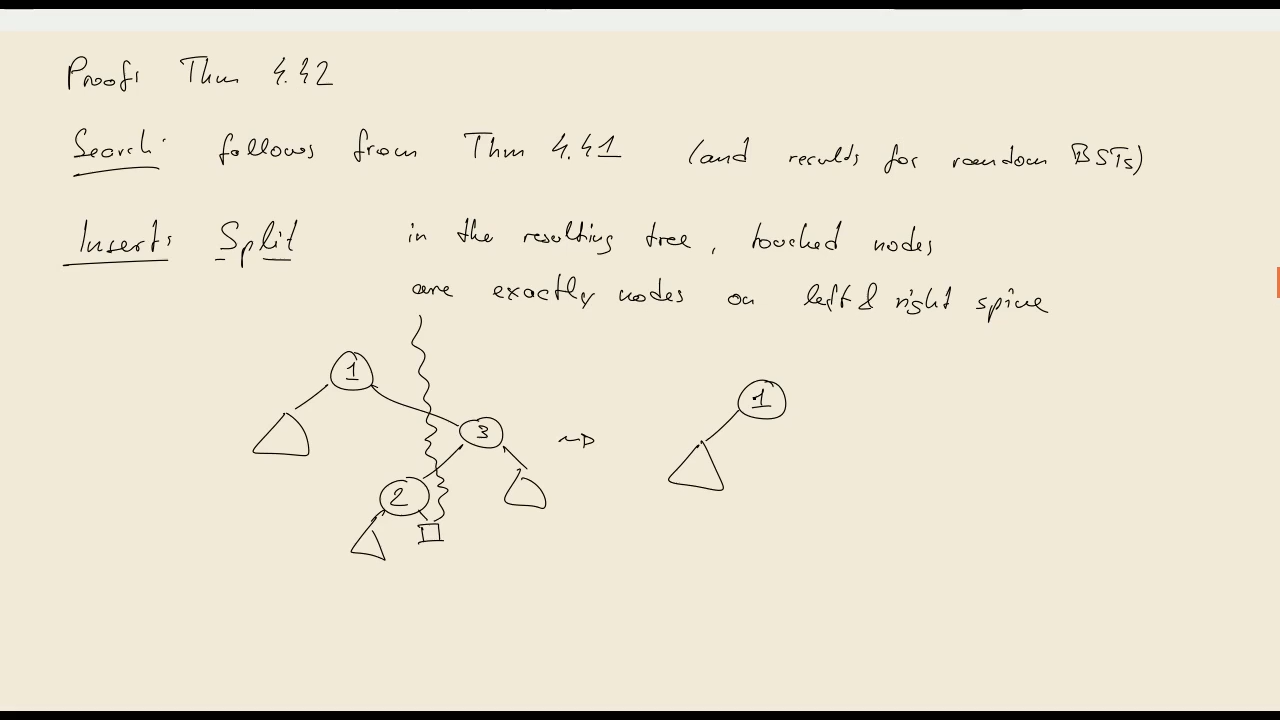 Proof: Thm 4.42
Search: follows from Thm 4.41 (and results for random BSTs)
Insert: Split in the resulting tree, touched nodes
are exactly nodes on left & right spine
1
1
3
2